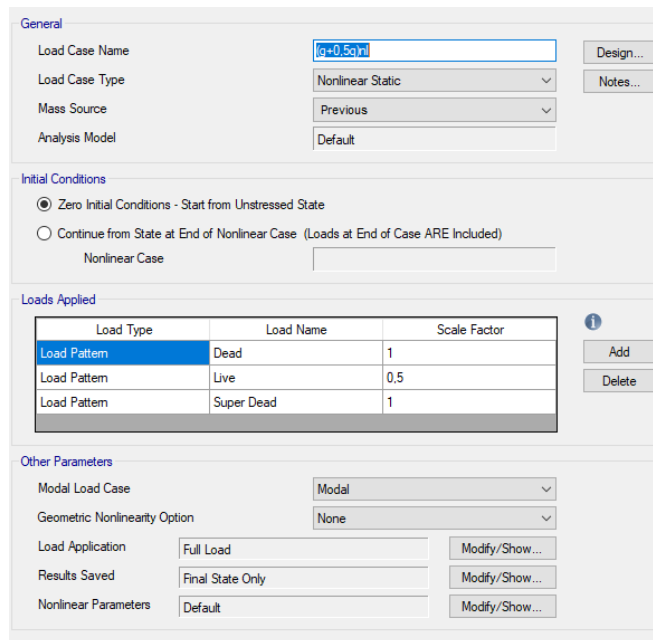 General
Load Case Name (g+0,5q)nl Design...
Load Case Type Nonlinear Static Notes...
Mass Source Previous
Analysis Model Default
Initial Conditions
Zero Initial Conditions - Start from Unstressed State
Continue from State at End of Nonlinear Case (Loads at End of Case ARE Included)
Nonlinear Case
Loads Applied
Load Type Load Name Scale Factor
Load Pattern Dead 1 Add
Load Pattern Live 0,5 Delete
Load Pattern Super Dead 1
Other Parameters
Modal Load Case Modal
Geometric Nonlinearity Option None
Load Application Full Load Modify/Show...
Results Saved Final State Only Modify/Show...
Nonlinear Parameters Default Modify/Show...